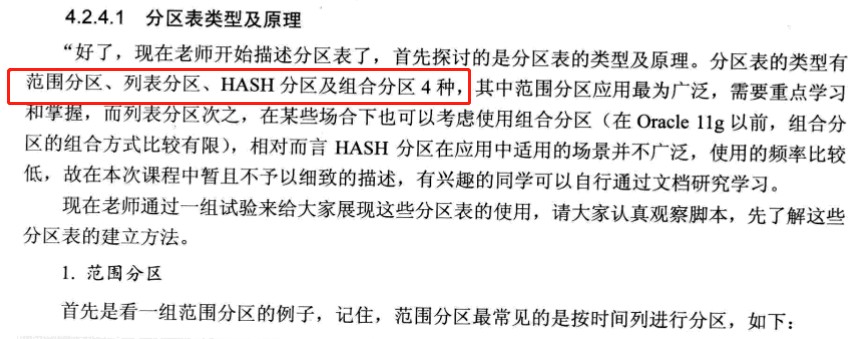 4.2.4.1 分区表类型及原理
“好了，现在老师开始描述分区表了，首先探讨的是分区表的类型及原理。分区表的类型有
范围分区、列表分区、HASH 分区及组合分区 4 种，其中范围分区应用最为广泛，需要重点学习
和掌握，而列表分区次之，在某些场合下也可以考虑使用组合分区（在 Oracle 11g 以前，组合分
区的组合方式比较有限），相对而言 HASH 分区在应用中适用的场景并不广泛，使用的频率比较
低，故在本次课程中暂且不予以细致的描述，有兴趣的同学可以自行通过文档研究学习。
现在老师通过一组试验来给大家展现这些分区表的使用，请大家认真观察脚本，先了解这些
分区表的建立方法。
1. 范围分区
首先是看一组范围分区的例子，记住，范围分区最常见的是按时间列进行分区，如下：